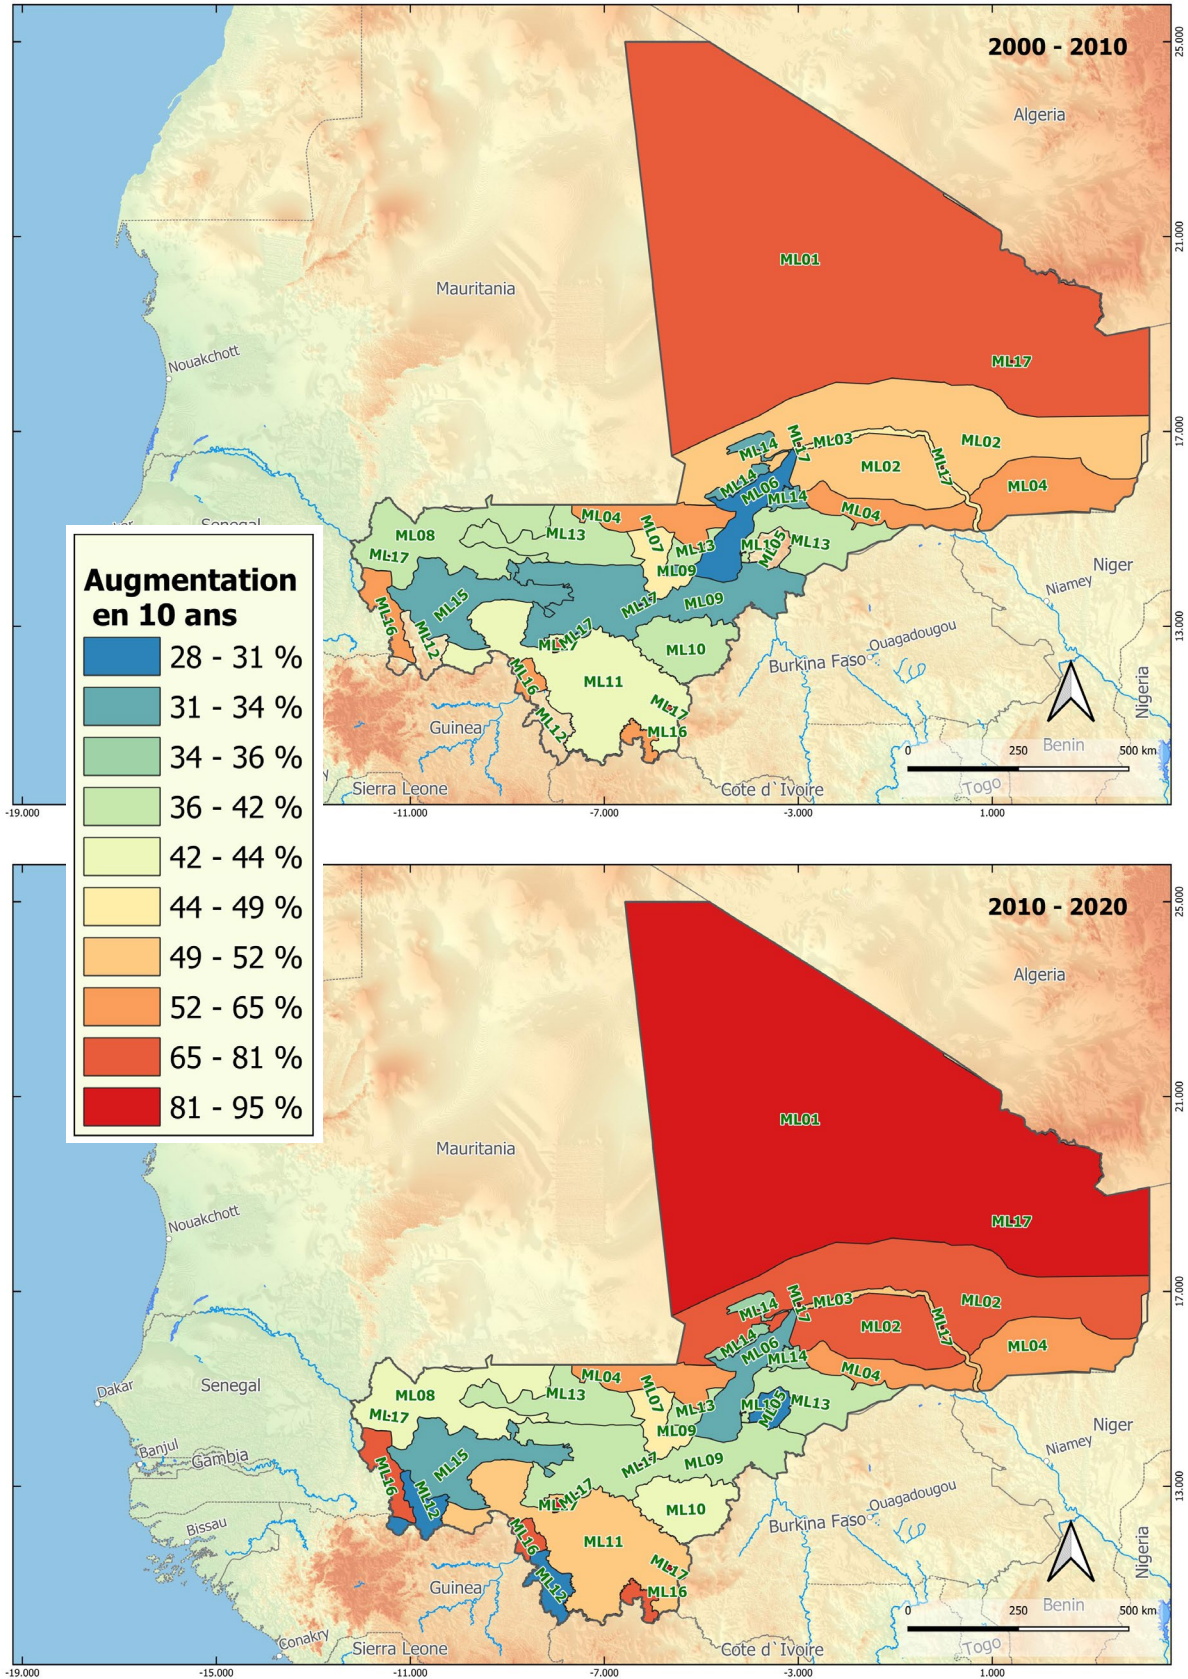 2000 - 2010
25.000
Algeria
21.000
ML01
Mauritania
Nouakchott
ML17
17.000
ML14
ML17
ML03
ML02
ML02
ML17
ML14
ML06
ML14
ML04
ML04
ML04
ML08
ML13
ML07
ML13
ML05
ML13
ML17
ML09
Senegal
Niger
Niamey
ML15
ML16
ML12
ML17
ML09
ML17
13.000
ML10
Ouagadougou
Burkina Faso
ML16
ML11
ML12
ML17
ML16
Guinea
Nigeria
Benin
0
250
500 km
Togo
Sierra Leone
Cote d`Ivoire
-19.000
-11.000
-7.000
-3.000
1.000
Augmentation
en 10 ans
28 - 31 %
31 - 34 %
34 - 36 %
36 - 42 %
42 - 44 %
44 - 49 %
49 - 52 %
52 - 65 %
65 - 81 %
81 - 95 %
2010 - 2020
25.000
Algeria
21.000
ML01
Mauritania
Nouakchott
ML17
17.000
ML14
ML17
ML03
ML02
ML02
ML17
ML14
ML06
ML14
ML04
ML04
ML04
Dakar
Senegal
ML08
ML13
ML07
ML13
ML05
ML13
ML17
ML09
Niger
Niamey
Banjul
Gambia
ML15
ML16
ML12
ML17
ML09
ML17
13.000
Bissau
ML10
Ouagadougou
Burkina Faso
ML16
ML11
ML12
ML17
ML16
Guinea
Nigeria
Benin
0
250
500 km
Togo
Conakry
Sierra Leone
Cote d`Ivoire
-19.000
-15.000
-11.000
-7.000
-3.000
1.000